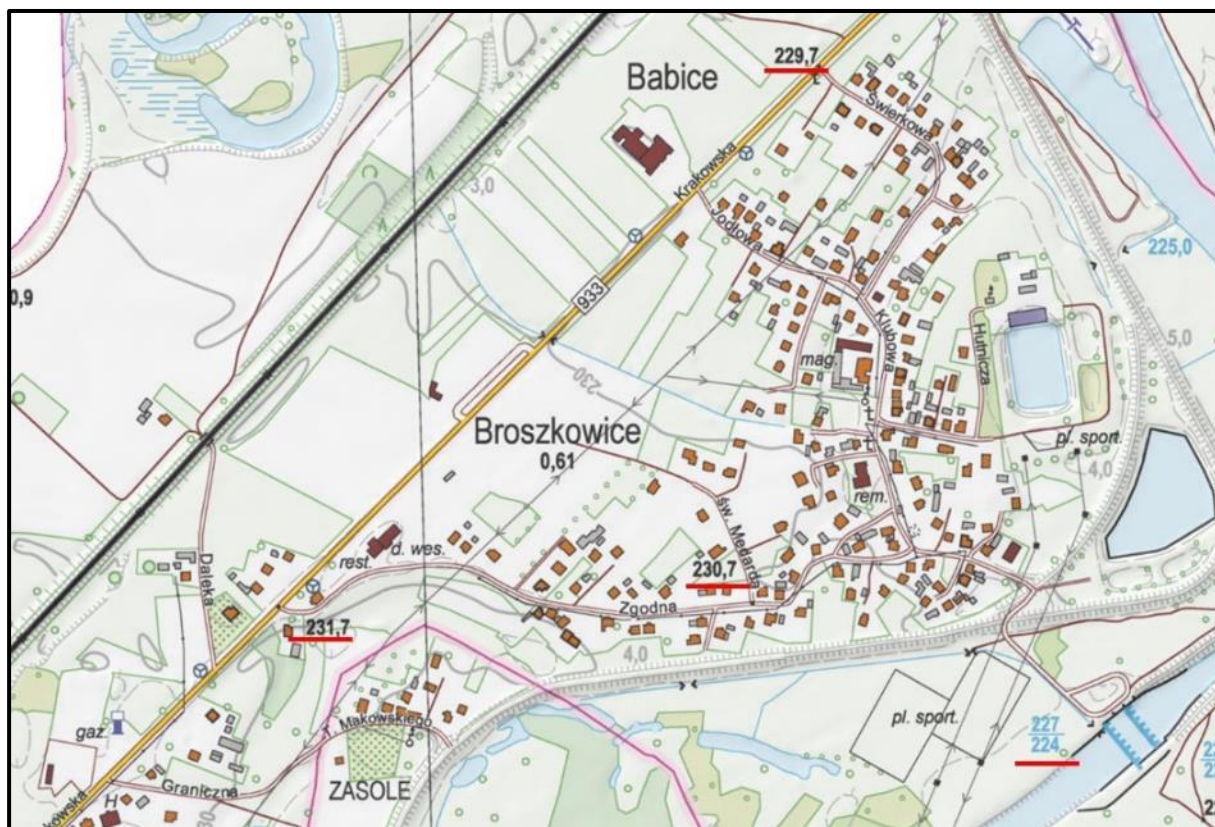 229,7
Babice
Świerkowa
3,0
Krakowska
Jodłowa
225,0
0,9
933
Klubowa
Hutnicza
5,0
mag.
230
Broszkowice
0,61
pl. sport.
4,0
rem.
św. Medarda
d. wes.
rest.
230,7
Daleka
Zgodna
231,7
4,0
Makowskiego
pl. sport.
227
224
gaz.
Graniczna
ZASOLE
H